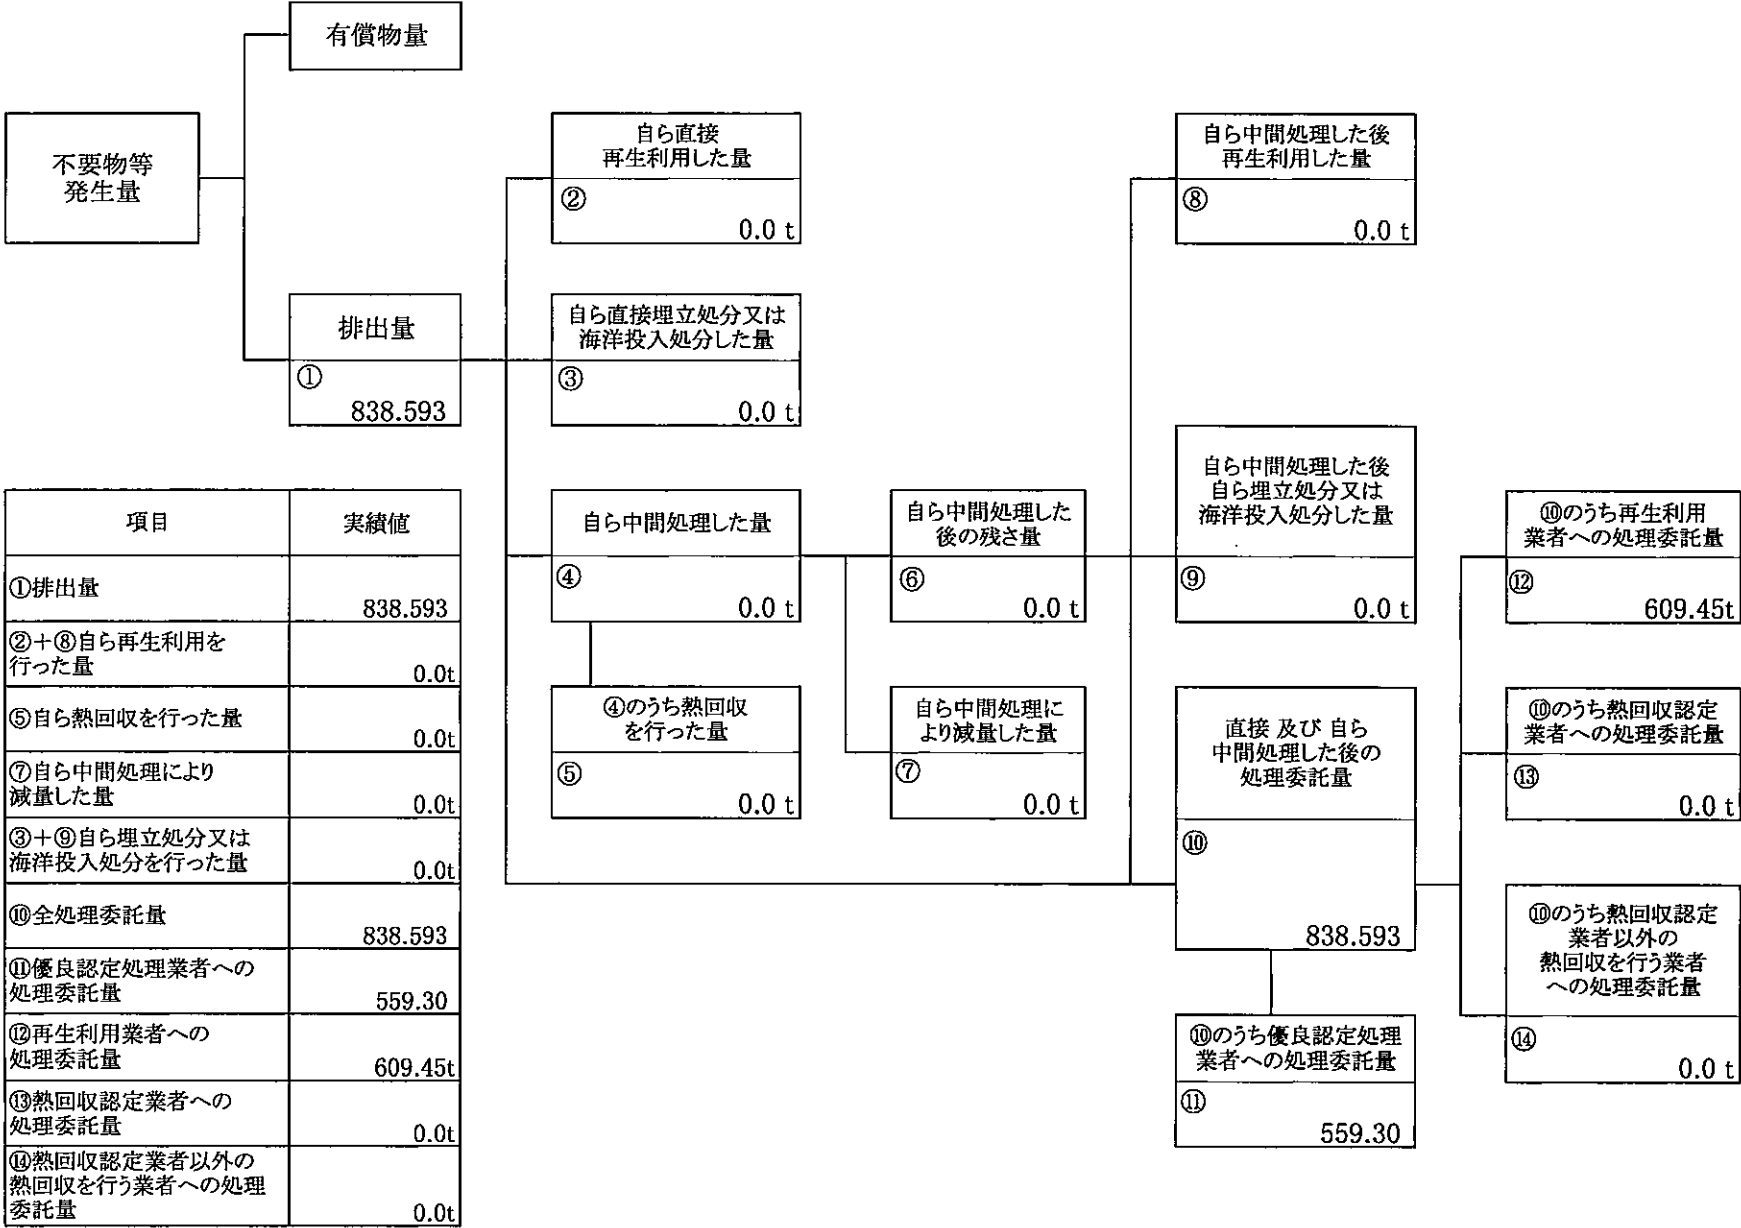 有償物量
不要物等
発生量
排出量
①
838.593
自ら直接
再生利用した量
②
0.0 t
自ら直接埋立処分又は
海洋投入処分した量
③
0.0 t
自ら中間処理した量
④
0.0 t
④のうち熱回収
を行った量
⑤
0.0 t
自ら中間処理した
後の残さ量
⑥
0.0 t
自ら中間処理に
より減量した量
⑦
0.0 t
自ら中間処理した後
再生利用した量
⑧
0.0 t
自ら中間処理した後
自ら埋立処分又は
海洋投入処分した量
⑨
0.0 t
直接 及び 自ら
中間処理した後の
処理委託量
⑩
838.593
⑩のうち優良認定処理
業者への処理委託量
⑪
559.30
⑩のうち再生利用
業者への処理委託量
⑫
609.45t
⑩のうち熱回収認定
業者への処理委託量
⑬
0.0 t
⑩のうち熱回収認定
業者以外の
熱回収を行う業者
への処理委託量
⑭
0.0 t
項目 実績値
①排出量
838.593
②＋⑧自ら再生利用を
行った量
0.0t
⑤自ら熱回収を行った量
0.0t
⑦自ら中間処理により
減量した量
0.0t
③＋⑨自ら埋立処分又は
海洋投入処分を行った量
0.0t
⑩全処理委託量
838.593
⑪優良認定処理業者への
処理委託量
559.30
⑫再生利用業者への
処理委託量
609.45t
⑬熱回収認定業者への
処理委託量
0.0t
⑭熱回収認定業者以外の
熱回収を行う業者への処理
委託量
0.0t